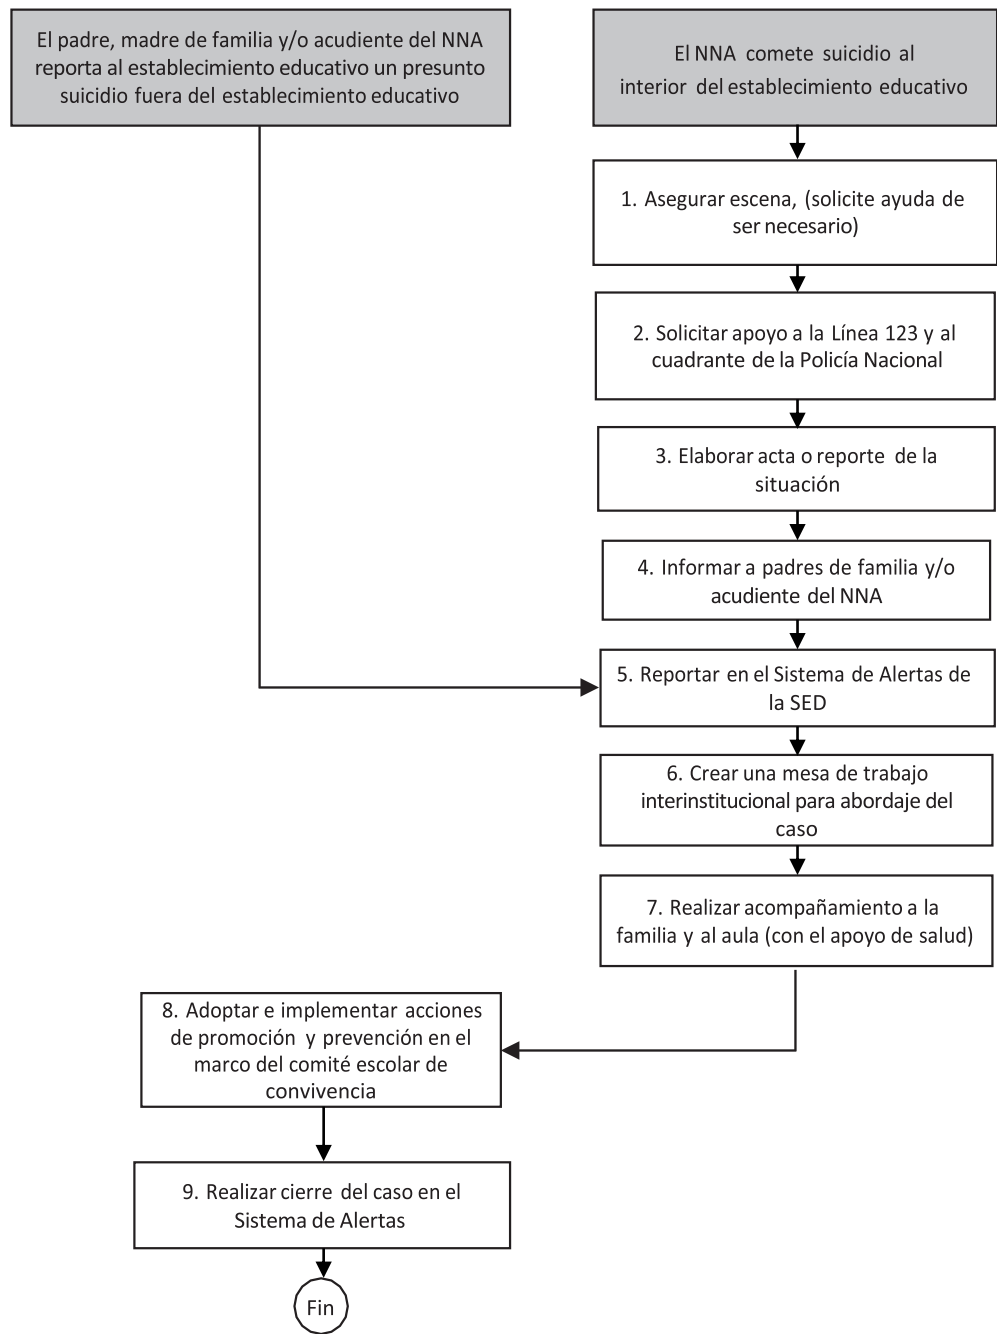 El padre, madre de familia y/o acudiente del NNA
reporta al establecimiento educativo un presunto
suicidio fuera del establecimiento educativo
El NNA comete suicidio al
interior del establecimiento educativo
1. Asegurar escena, (solicite ayuda de
ser necesario)
2. Solicitar apoyo a la Línea 123 y al
cuadrante de la Policía Nacional
3. Elaborar acta o reporte de la
situación
4. Informar a padres de familia y/o
acudiente del NNA
5. Reportar en el Sistema de Alertas de
la SED
6. Crear una mesa de trabajo
interinstitucional para abordaje del
caso
7. Realizar acompañamiento a la
familia y al aula (con el apoyo de salud)
8. Adoptar e implementar acciones
de promoción y prevención en el
marco del comité escolar de
convivencia
9. Realizar cierre del caso en el
Sistema de Alertas
Fin